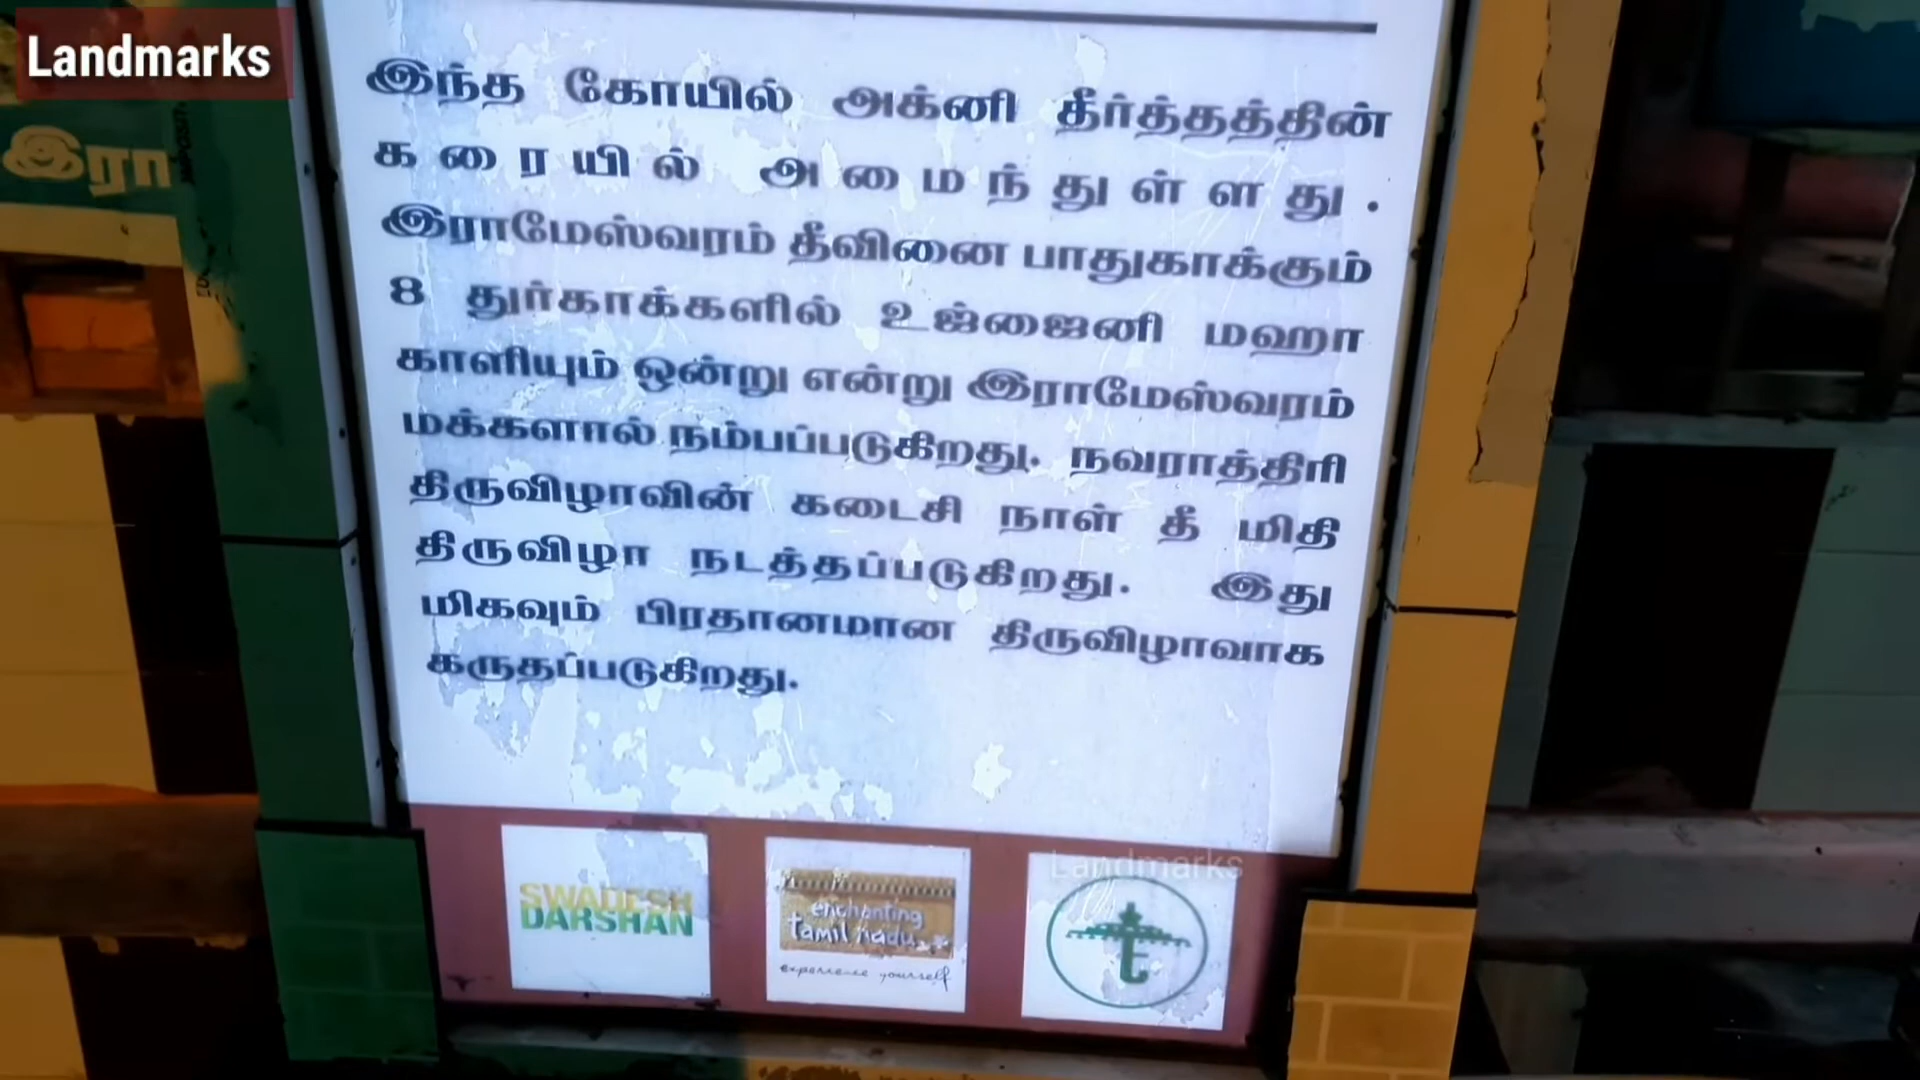 Landmarks
இரா
இந்த கோயில் அக்னி தீர்த்தத்தின்
கரையில் அமைந்துள்ளது.
இராமேஸ்வரம் தீவினை பாதுகாக்கும்
8 துர்காக்களில் உஜ்ஜைனி மஹா
காளியும் ஒன்று என்று இராமேஸ்வரம்
மக்களால் நம்பப்படுகிறது. நவராத்திரி
திருவிழாவின் கடைசி நாள் தீ மிதி
திருவிழா நடத்தப்படுகிறது. இது
மிகவும் பிரதானமான திருவிழாவாக
கருதப்படுகிறது.
Landmarks
SWADESH
DARSHAN
enchanting
tamil nadu
experience yourself
t